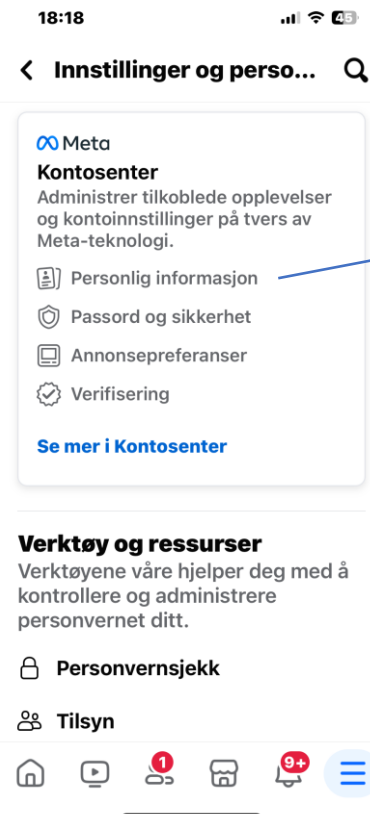 18:18
45
Innstillinger og perso...
Meta
Kontosenter
Administrer tilkoblede opplevelser
og kontoinnstillinger på tvers av
Meta-teknologi.
Personlig informasjon
Passord og sikkerhet
Annonsepreferanser
Verifisering
Se mer i Kontosenter
Verktøy og ressurser
Verktøyene våre hjelper deg med å
kontrollere og administrere
personvernet ditt.
Personvernsjekk
Tilsyn
1
9+